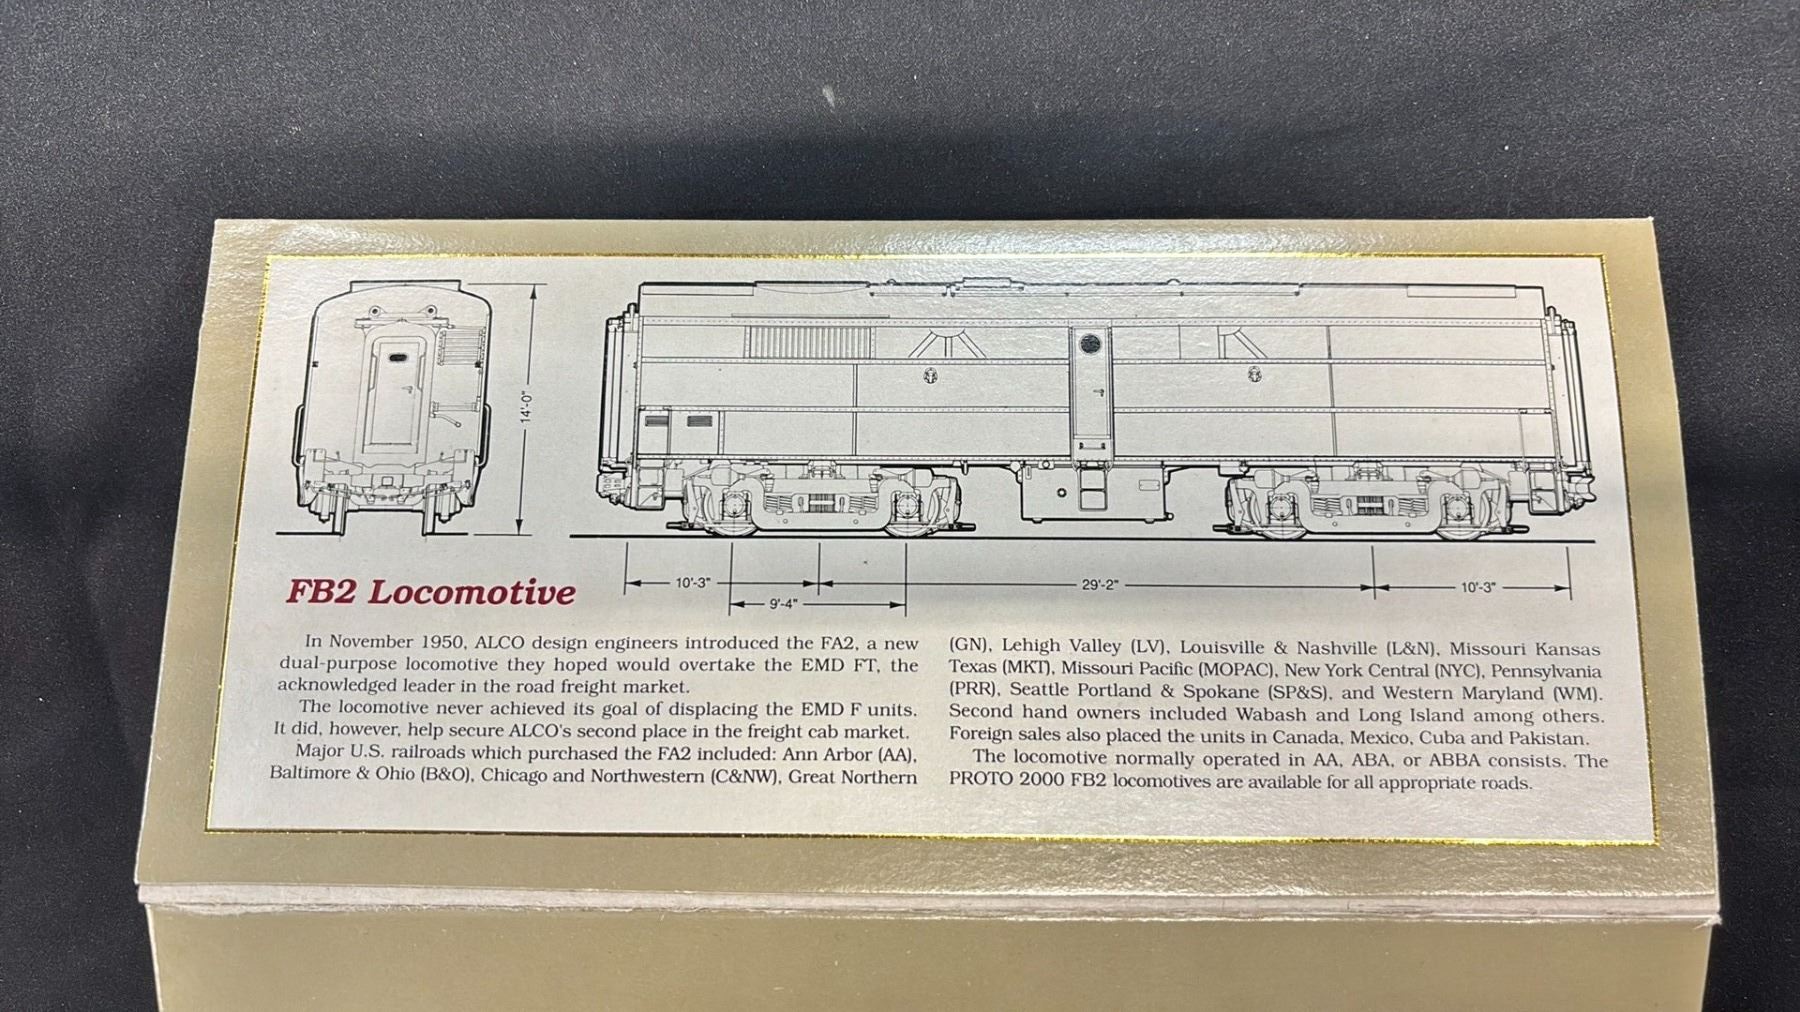 14'-0"
10'-3"
29'-2"
10'-3"
9'-4"
FB2 Locomotive
In November 1950, ALCO design engineers introduced the FA2, a new
dual-purpose locomotive they hoped would overtake the EMD FT, the
acknowledged leader in the road freight market.
The locomotive never achieved its goal of displacing the EMD F units.
It did, however, help secure ALCO's second place in the freight cab market.
Major U.S. railroads which purchased the FA2 included: Ann Arbor (AA),
Baltimore & Ohio (B&O), Chicago and Northwestern (C&NW), Great Northern
(GN), Lehigh Valley (LV), Louisville & Nashville (L&N), Missouri Kansas
Texas (MKT), Missouri Pacific (MOPAC), New York Central (NYC), Pennsylvania
(PRR), Seattle Portland & Spokane (SP&S), and Western Maryland (WM).
Second hand owners included Wabash and Long Island among others.
Foreign sales also placed the units in Canada, Mexico, Cuba and Pakistan.
The locomotive normally operated in AA, ABA, or ABBA consists. The
PROTO 2000 FB2 locomotives are available for all appropriate roads.